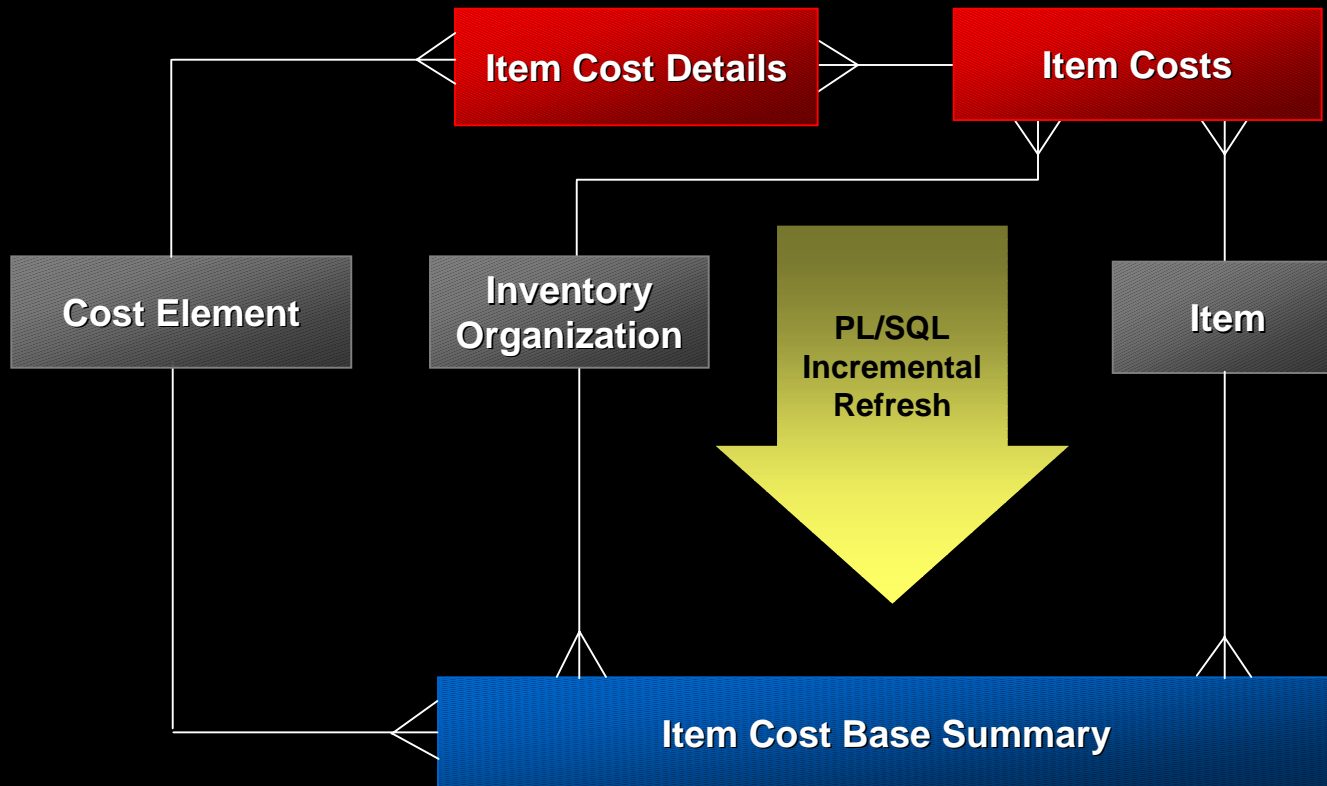 Item Cost Details
Item Costs
Cost Element
Inventory
Organization
PL/SQL
Incremental
Refresh
Item
Item Cost Base Summary